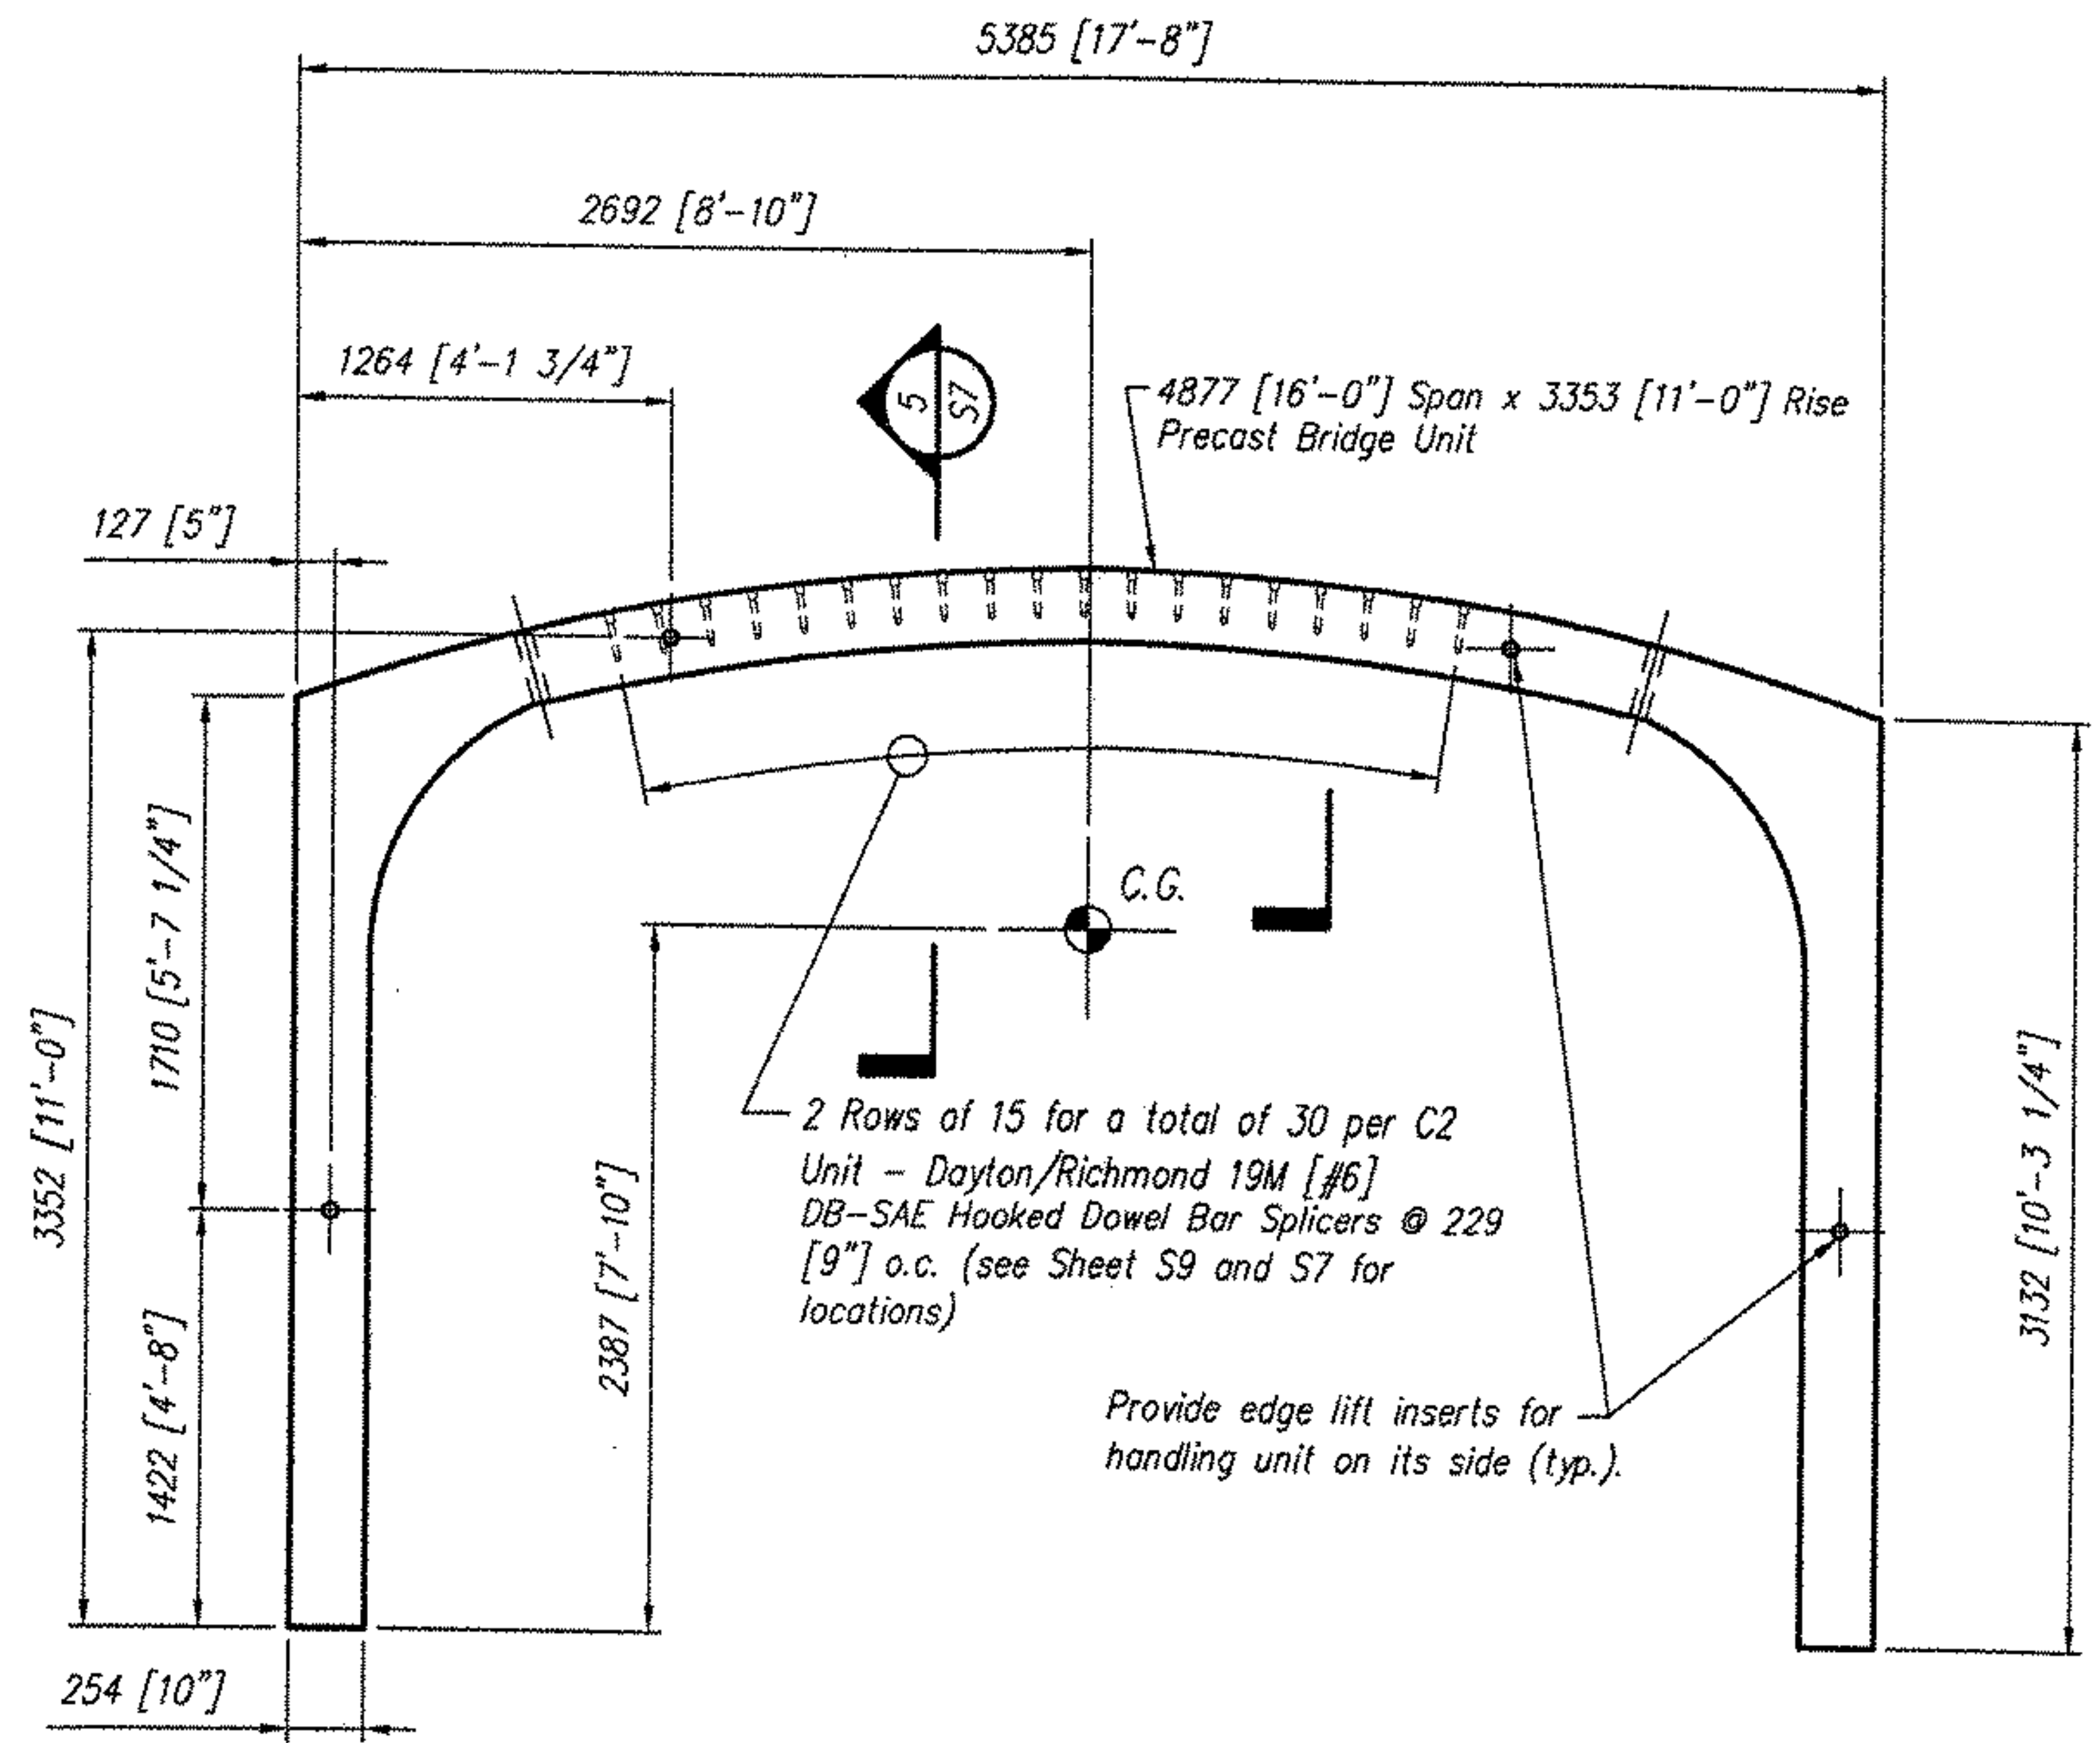 5385 [17'-8"]
2692 [8'-10"]
1264 [4'-1 3/4"]
5
S7
4877 [16'-0"] Span x 3353 [11'-0"] Rise
Precast Bridge Unit
127 [5"]
C.G.
1710 [5'-7 1/4"]
3352 [11'-0"]
1422 [4'-8"]
2387 [7'-10"]
3132 [10'-3 1/4"]
2 Rows of 15 for a total of 30 per C2
Unit - Dayton/Richmond 19M [#6]
DB-SAE Hooked Dowel Bar Splicers @ 229
[9"] o.c. (see Sheet S9 and S7 for
locations)
Provide edge lift inserts for
handling unit on its side (typ.).
254 [10"]